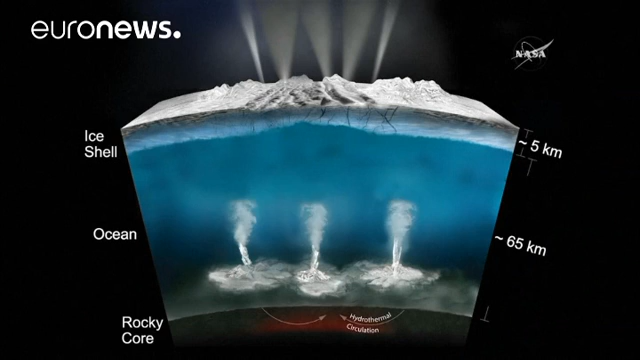 euronews.
NASA
Ice
Shell
~ 5 km
Ocean
~ 65 km
Rocky
Core
Hydrothermal
Circulation